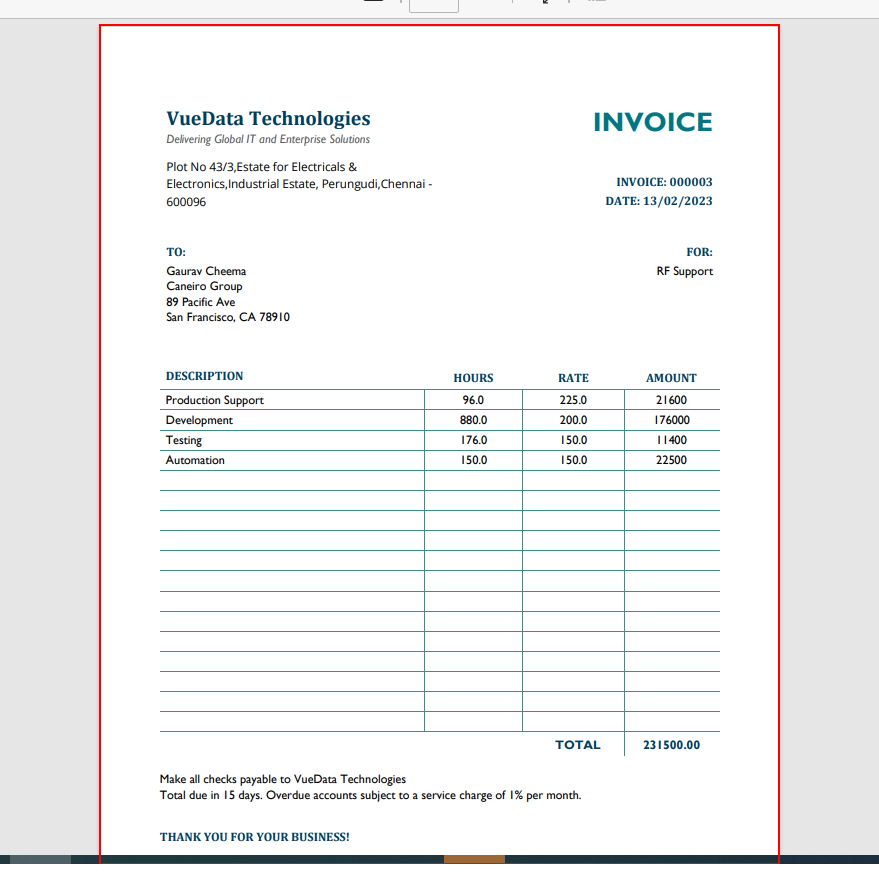 VueData Technologies
INVOICE
Delivering Global IT and Enterprise Solutions
Plot No 43/3,Estate for Electricals &
Electronics,Industrial Estate, Perungudi,Chennai -
600096
INVOICE: 000003
DATE: 13/02/2023
TO:
FOR:
Gaurav Cheema
RF Support
Caneiro Group
89 Pacific Ave
San Francisco, CA 78910
DESCRIPTION HOURS RATE AMOUNT
Production Support 96.0 225.0 21600
Development 880.0 200.0 176000
Testing 176.0 150.0 11400
Automation 150.0 150.0 22500
TOTAL 231500.00
Make all checks payable to VueData Technologies
Total due in 15 days. Overdue accounts subject to a service charge of 1% per month.
THANK YOU FOR YOUR BUSINESS!